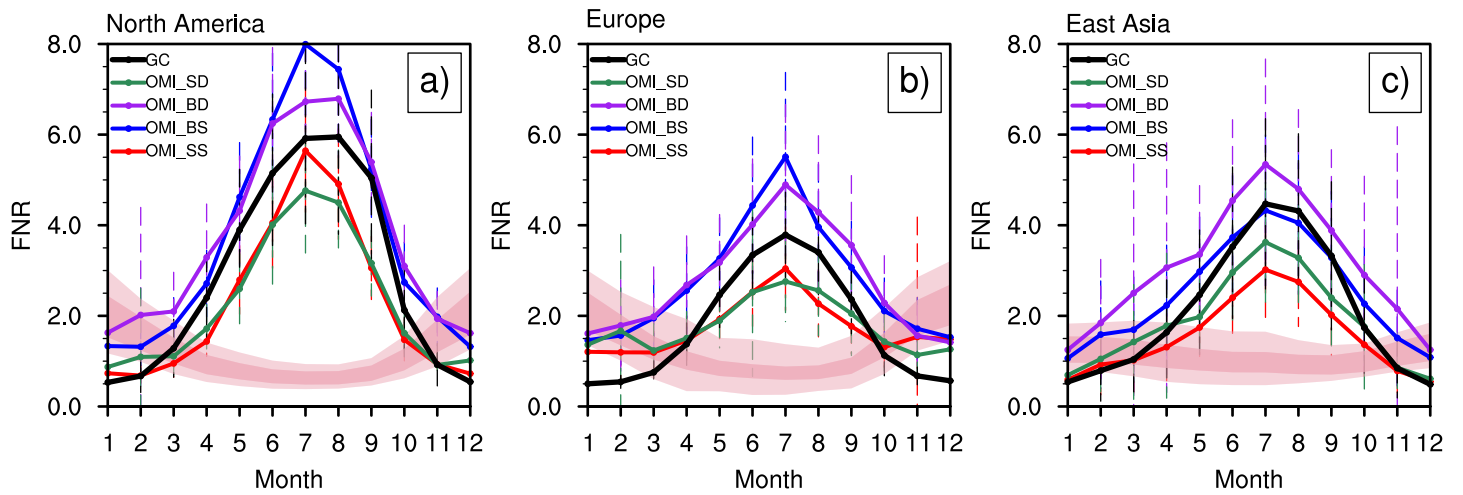 North America
8.0
6.0
4.0
2.0
0.0
FNR
GC
OMI_SD
OMI_BD
OMI_BS
OMI_SS
a)
1 2 3 4 5 6 7 8 9 10 11 12
Month
Europe
8.0
6.0
4.0
2.0
0.0
FNR
GC
OMI_SD
OMI_BD
OMI_BS
OMI_SS
b)
1 2 3 4 5 6 7 8 9 10 11 12
Month
East Asia
8.0
6.0
4.0
2.0
0.0
FNR
GC
OMI_SD
OMI_BD
OMI_BS
OMI_SS
c)
1 2 3 4 5 6 7 8 9 10 11 12
Month